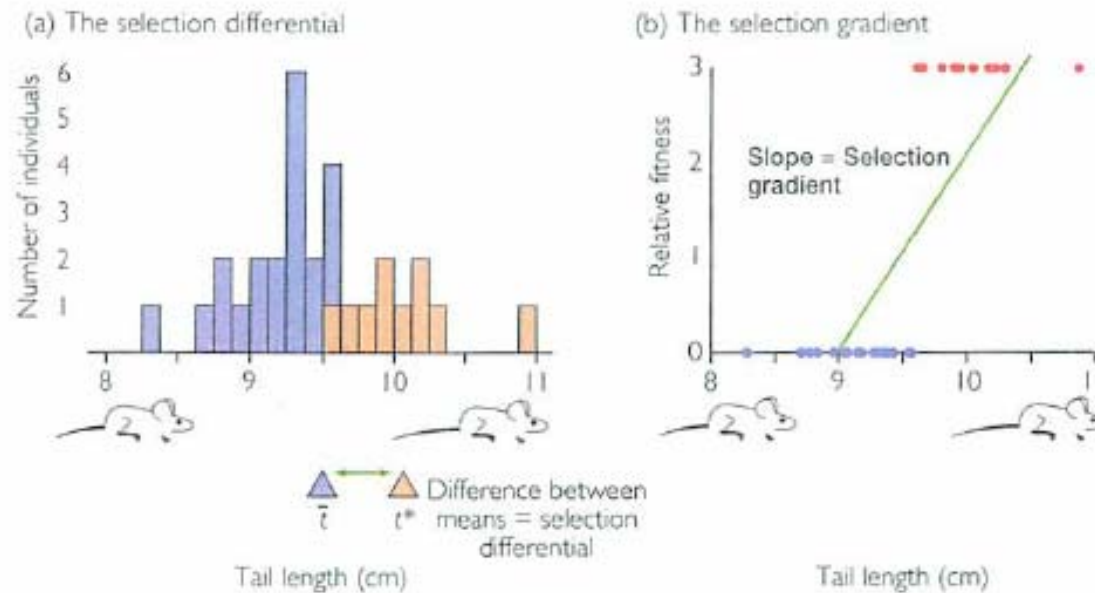 (a) The selection differential
Number of individuals
6
5
4
3
2
1
8
9
10
11
t̄
t*
Difference between
means = selection
differential
Tail length (cm)
(b) The selection gradient
Relative fitness
3
2
1
0
Slope = Selection
gradient
8
9
10
1
Tail length (cm)